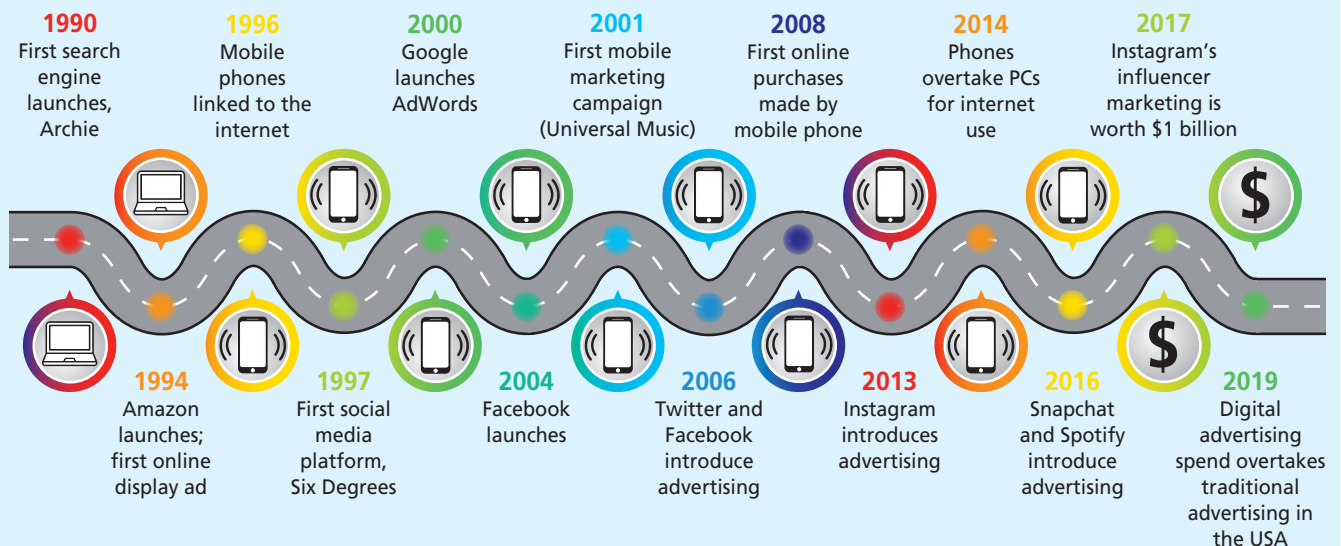 1990
First search
engine
launches,
Archie
1996
Mobile
phones
linked to the
internet
2000
Google
launches
AdWords
2001
First mobile
marketing
campaign
(Universal Music)
2008
First online
purchases
made by
mobile phone
2014
Phones
overtake PCs
for internet
use
2017
Instagram’s
influencer
marketing is
worth $1 billion
$
$
1994
Amazon
launches;
first online
display ad
1997
First social
media
platform,
Six Degrees
2004
Facebook
launches
2006
Twitter and
Facebook
introduce
advertising
2013
Instagram
introduces
advertising
2016
Snapchat
and Spotify
introduce
advertising
2019
Digital
advertising
spend overtakes
traditional
advertising in
the USA